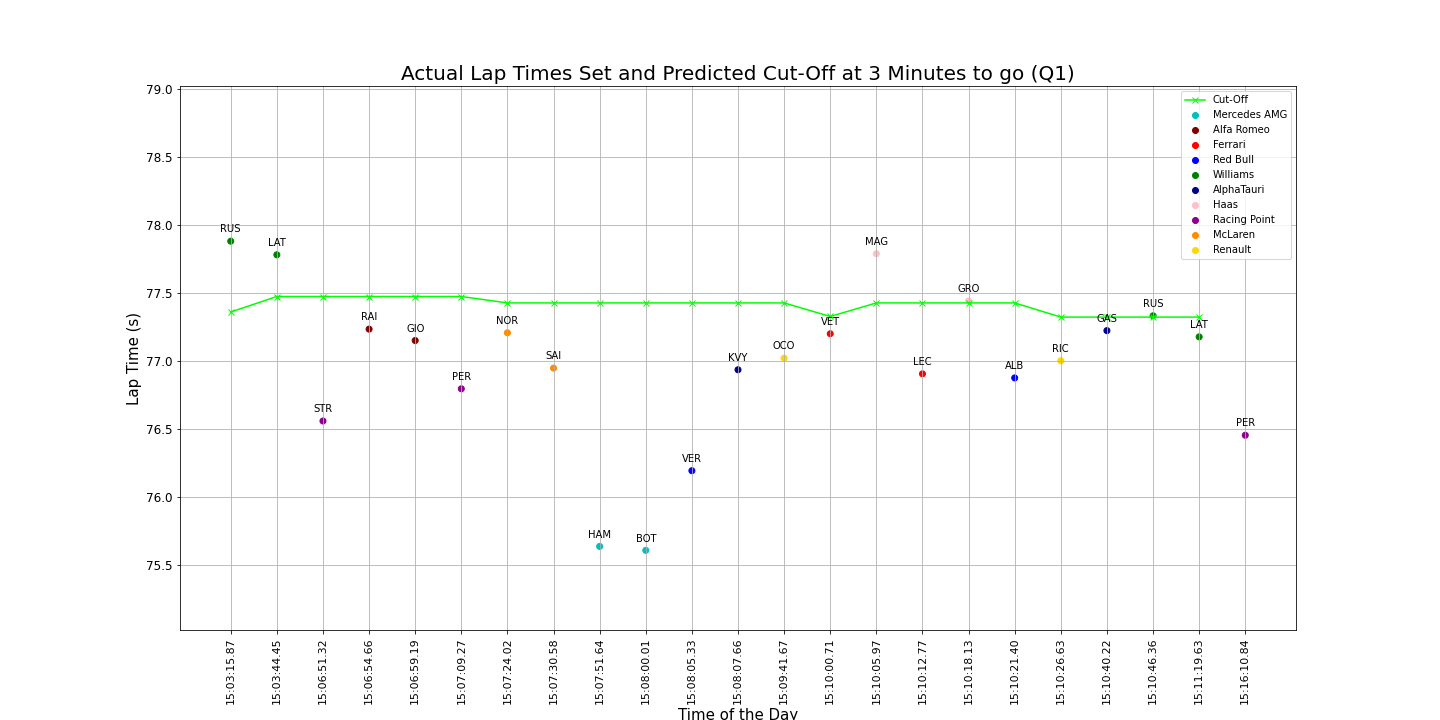 Actual Lap Times Set and Predicted Cut-Off at 3 Minutes to go (Q1)
79.0
78.5
78.0
77.5
77.0
76.5
76.0
75.5
Lap Time (s)
Cut-Off
Mercedes AMG
Alfa Romeo
Ferrari
Red Bull
Williams
AlphaTauri
Haas
Racing Point
McLaren
Renault
RUS
LAT
STR
RAI
GIO
PER
NOR
SAI
HAM
BOT
VER
KVY
OCO
VET
MAG
LEC
GRO
ALB
RIC
GAS
RUS
LAT
PER
15:03:15.87
15:03:44.45
15:06:51.32
15:06:54.66
15:06:59.19
15:07:09.27
15:07:24.02
15:07:30.58
15:07:51.64
15:08:00.01
15:08:05.33
15:08:07.66
15:09:41.67
15:10:00.71
15:10:05.97
15:10:12.77
15:10:18.13
15:10:21.40
15:10:26.63
15:10:40.22
15:10:46.36
15:11:19.63
15:16:10.84
Time of the Day